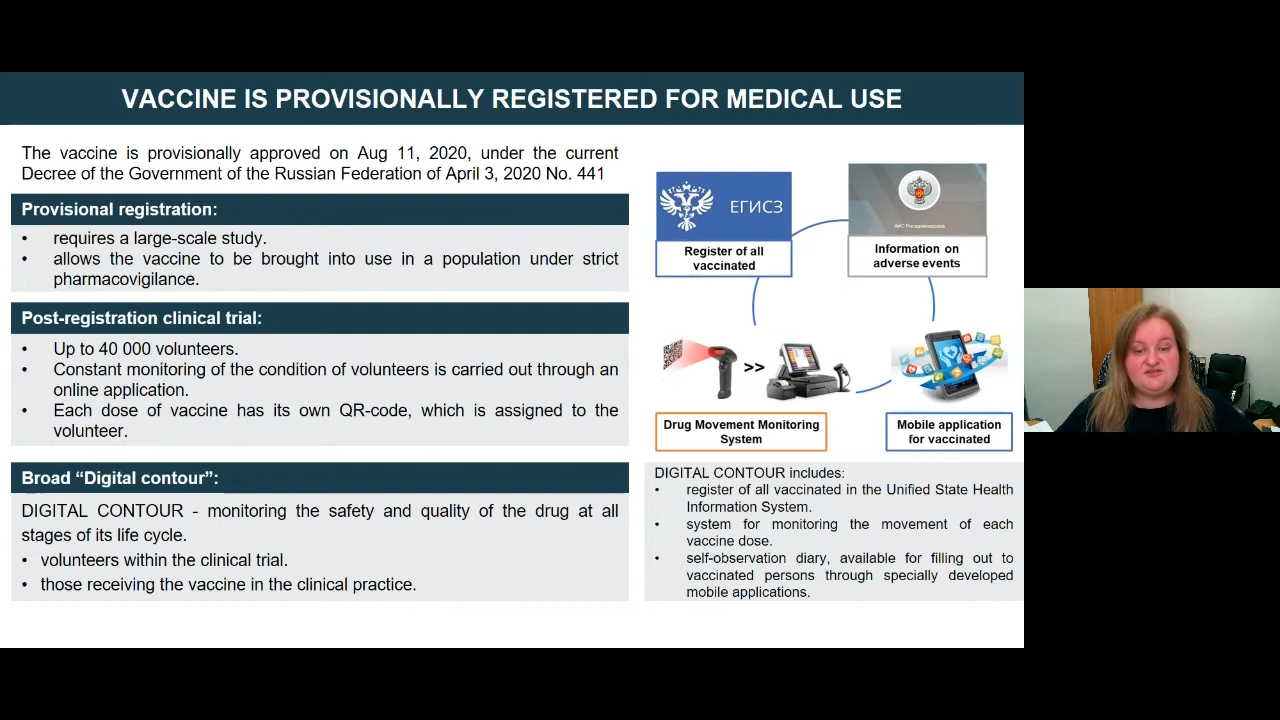 VACCINE IS PROVISIONALLY REGISTERED FOR MEDICAL USE
The vaccine is provisionally approved on Aug 11, 2020, under the current
Decree of the Government of the Russian Federation of April 3, 2020 No. 441
Provisional registration:
• requires a large-scale study.
• allows the vaccine to be brought into use in a population under strict
pharmacovigilance.
Post-registration clinical trial:
• Up to 40 000 volunteers.
• Constant monitoring of the condition of volunteers is carried out through an
online application.
• Each dose of vaccine has its own QR-code, which is assigned to the
volunteer.
Broad “Digital contour”:
DIGITAL CONTOUR - monitoring the safety and quality of the drug at all
stages of its life cycle.
• volunteers within the clinical trial.
• those receiving the vaccine in the clinical practice.
ЕГИСЗ
Register of all
vaccinated
АИС Росздравнадзора
Information on
adverse events
>>
Drug Movement Monitoring
System
Mobile application
for vaccinated
DIGITAL CONTOUR includes:
• register of all vaccinated in the Unified State Health
Information System.
• system for monitoring the movement of each
vaccine dose.
• self-observation diary, available for filling out to
vaccinated persons through specially developed
mobile applications.